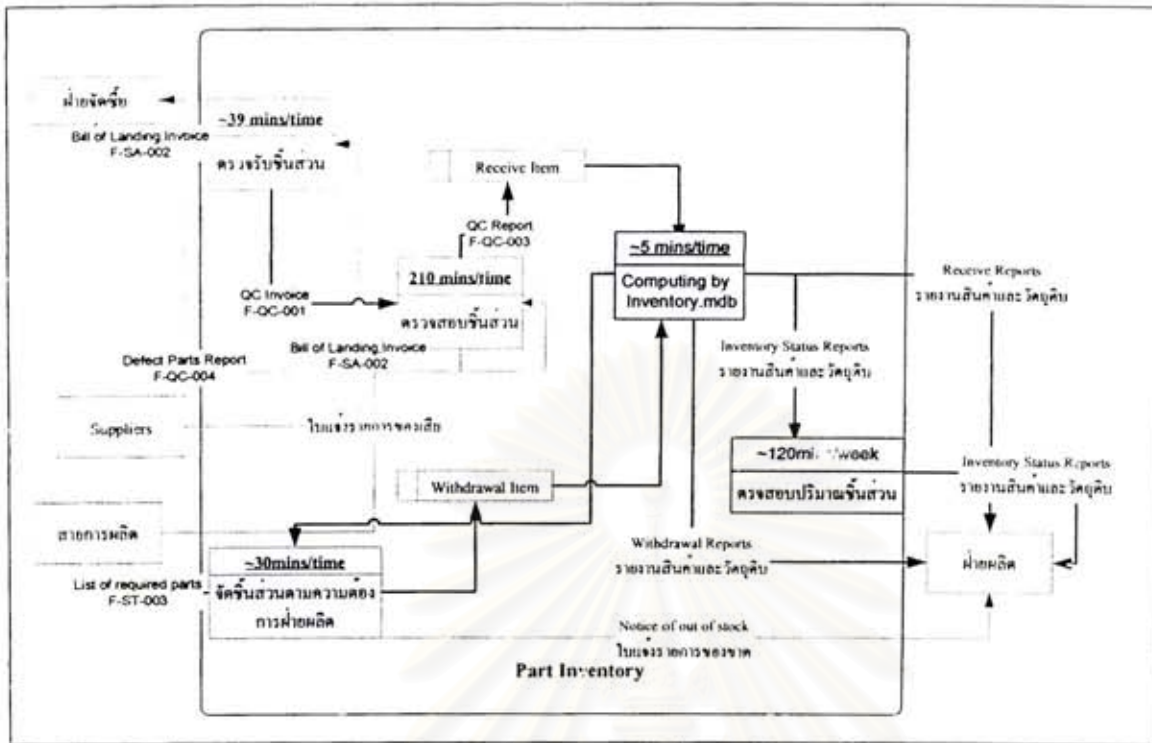 ฝ่ายจัดซื้อ
Bill of Landing Invoice
F-SA-002
~39 mins/time
ตรวจรับชิ้นส่วน
Receive Item
QC Report
F-QC-003
QC Invoice
F-QC-001
210 mins/time
ตรวจสอบชิ้นส่วน
Bill of Landing Invoice
F-SA-002
~5 mins/time
Computing by
Inventory.mdb
Receive Reports
รายงานสินค้าและวัตถุดิบ
Inventory Status Reports
รายงานสินค้าและวัตถุดิบ
Defect Parts Report
F-QC-004
Suppliers
ใบแจ้งรายการของเสีย
~120mi /week
ตรวจสอบปริมาณชิ้นส่วน
Inventory Status Reports
รายงานสินค้าและวัตถุดิบ
Withdrawal Item
สายการผลิต
~30mins/time
จัดชิ้นส่วนตามความต้อง
การฝ่ายผลิต
List of required parts
F-ST-003
Withdrawal Reports
รายงานสินค้าและวัตถุดิบ
ฝ่ายผลิต
Notice of out of stock
ใบแจ้งรายการของขาด
Part Inventory